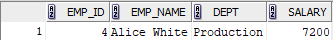 EMP_ID EMP_NAME DEPT SALARY
1 4 Alice White Production 7200